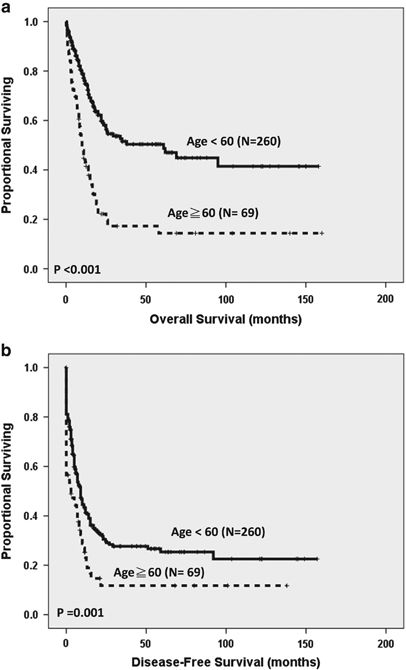 a
1.0
0.8
0.6
0.4
0.2
0.0
Proportional Surviving
Age < 60 (N=260)
Age≧60 (N= 69)
P <0.001
0 50 100 150 200
Overall Survival (months)
b
1.0
0.8
0.6
0.4
0.2
0.0
Proportional Surviving
Age < 60 (N=260)
Age≧60 (N= 69)
P =0.001
0 50 100 150 200
Disease-Free Survival (months)